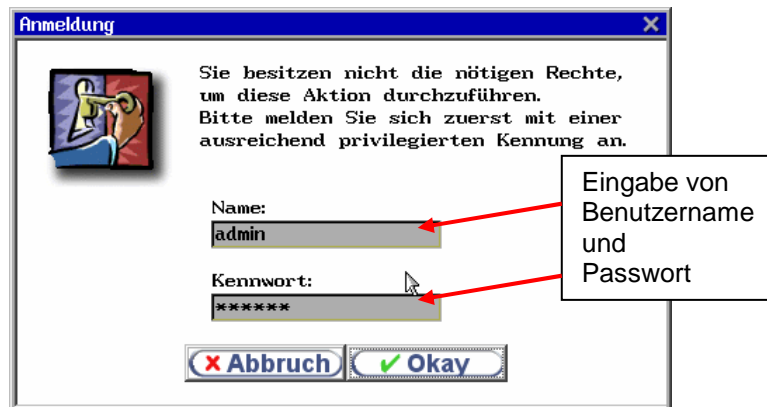 Anmeldung
Sie besitzen nicht die nötigen Rechte,
um diese Aktion durchzuführen.
Bitte melden Sie sich zuerst mit einer
ausreichend privilegierten Kennung an.
Name:
admin
Kennwort:
******
Abbruch
Okay
Eingabe von
Benutzername
und
Passwort